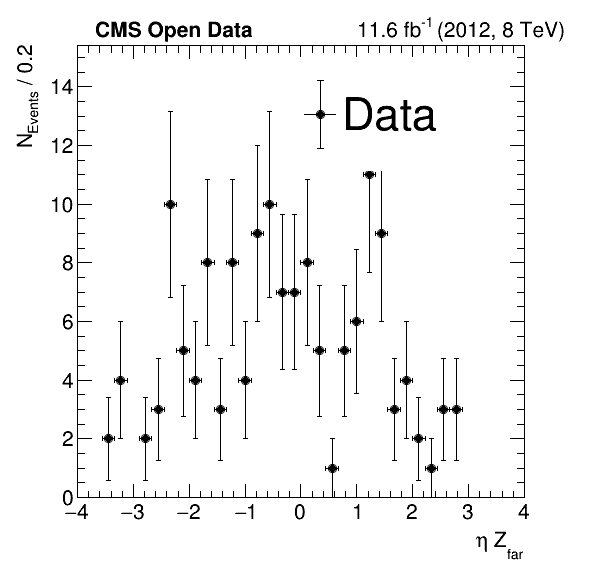 CMS Open Data 11.6 fb-1 (2012, 8 TeV)
NEvents / 0.2
Data
14
12
10
8
6
4
2
0
−4 −3 −2 −1 0 1 2 3 4
η Zfar